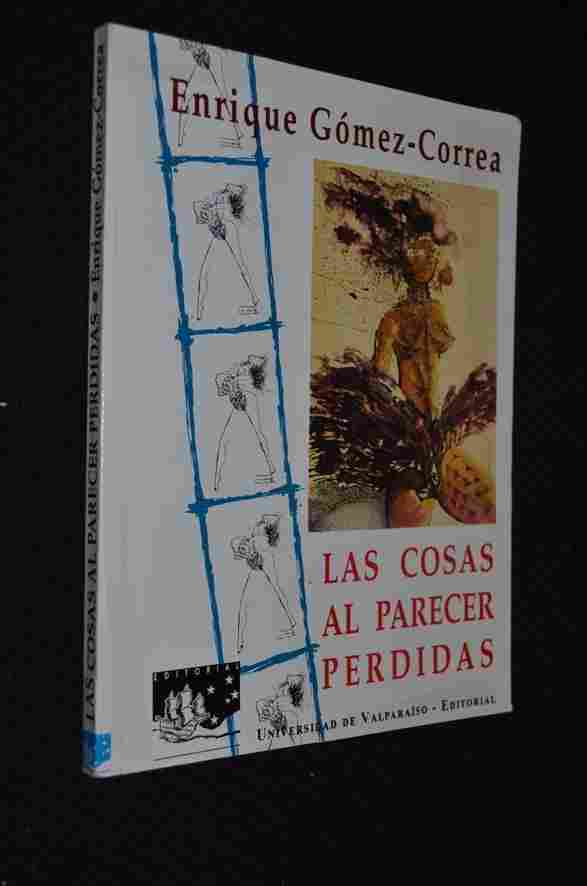 Enrique Gómez-Correa
LAS COSAS
AL PARECER
PERDIDAS
UNIVERSIDAD DE VALPARAÍSO - EDITORIAL
EDITORIAL
LAS COSAS AL PARECER PERDIDAS • Enrique Gómez-Correa